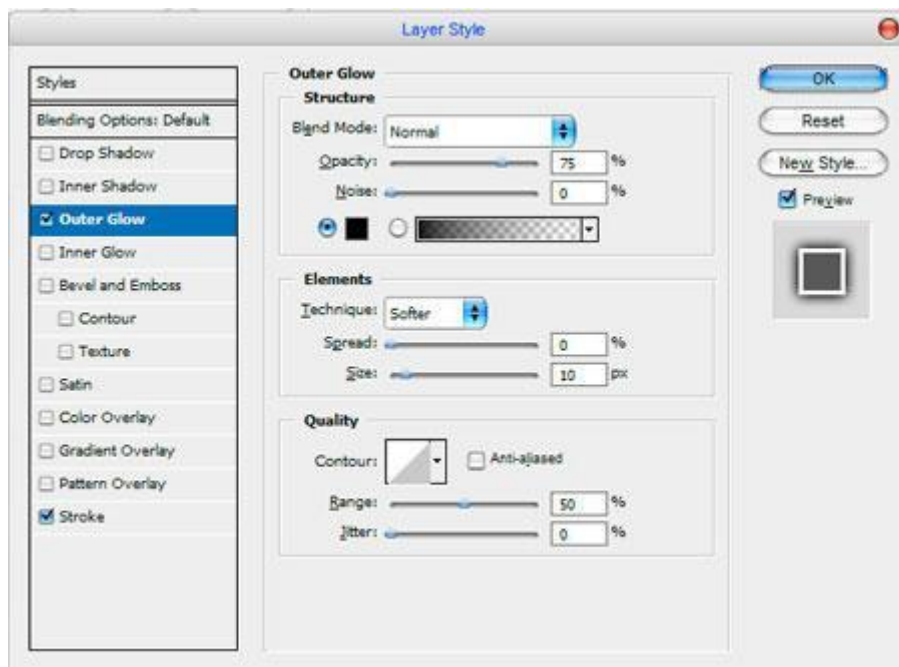 Layer Style
Styles
Blending Options: Default
Drop Shadow
Inner Shadow
Outer Glow
Inner Glow
Bevel and Emboss
Contour
Texture
Satin
Color Overlay
Gradient Overlay
Pattern Overlay
Stroke
Outer Glow
Structure
Blend Mode: Normal
Opacity: 75 %
Noise: 0 %
Elements
Technique: Softer
Spread: 0 %
Size: 10 px
Quality
Contour: Anti-aliased
Range: 50 %
Jitter: 0 %
OK
Reset
New Style...
Preview